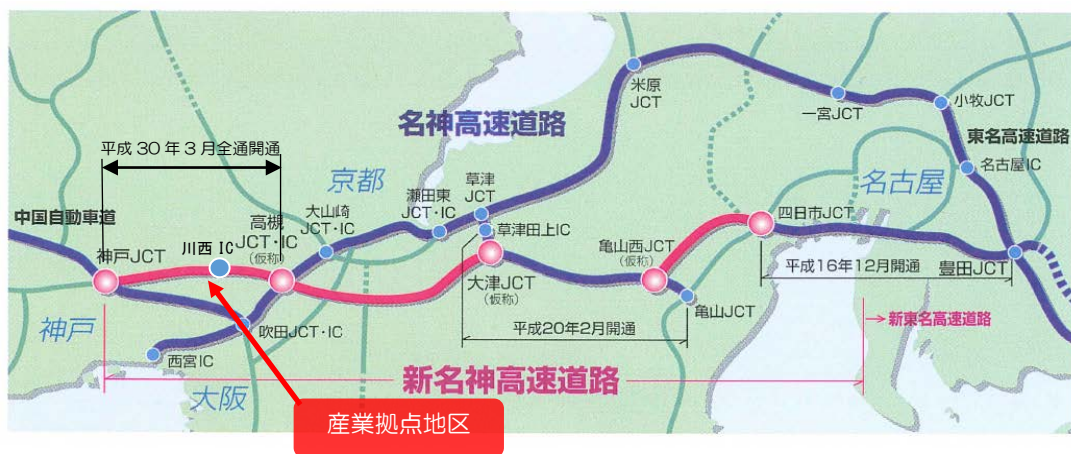 米原
JCT
一宮JCT
小牧JCT
名神高速道路
東名高速道路
平成30年3月全通開通
京都
瀬田東
JCT・IC
草津
JCT
名古屋IC
名古屋
中国自動車道
大山崎
JCT・IC
高槻
JCT・IC
(仮称)
川西 IC
神戸JCT
草津田上IC
四日市JCT
亀山西JCT
(仮称)
大津JCT
(仮称)
平成16年12月開通
豊田JCT
神戸
吹田JCT・IC
亀山JCT
平成20年2月開通
新東名高速道路
西宮IC
大阪
新名神高速道路
産業拠点地区